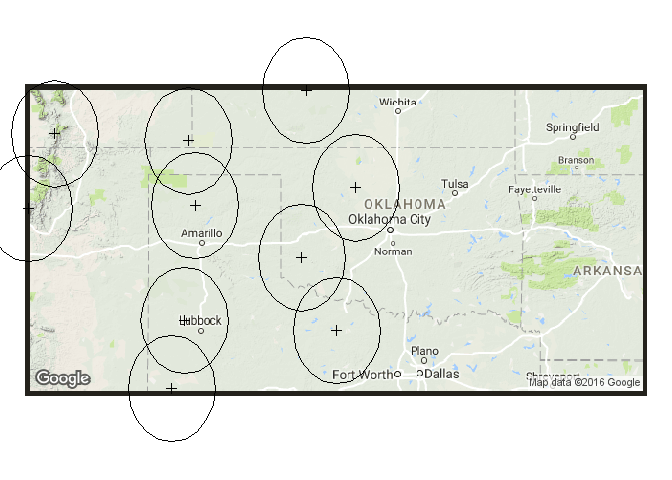 Wichita
Springfield
Branson
Tulsa
Fayetteville
OKLAHOMA
Oklahoma City
Amarillo
Norman
ARKANSA
Lubbock
Plano
Fort Worth
Dallas
Google
Map data ©2016 Google